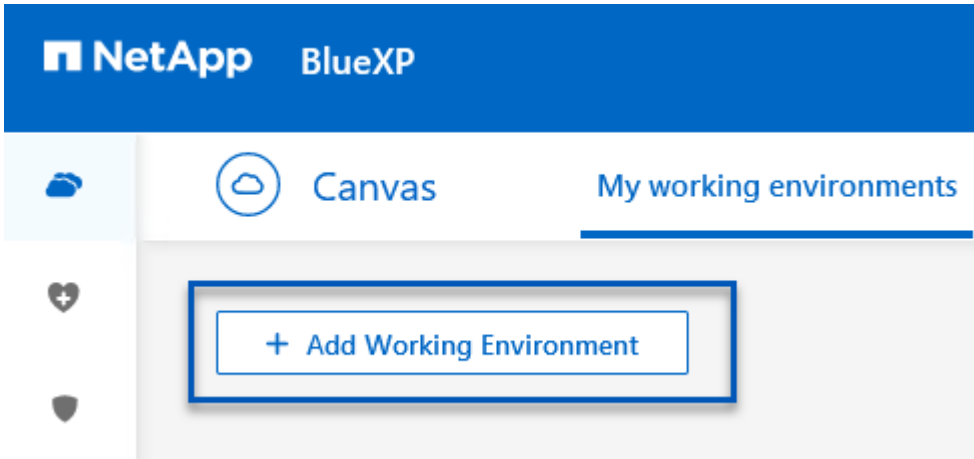 NetApp BlueXP
Canvas My working environments
+ Add Working Environment